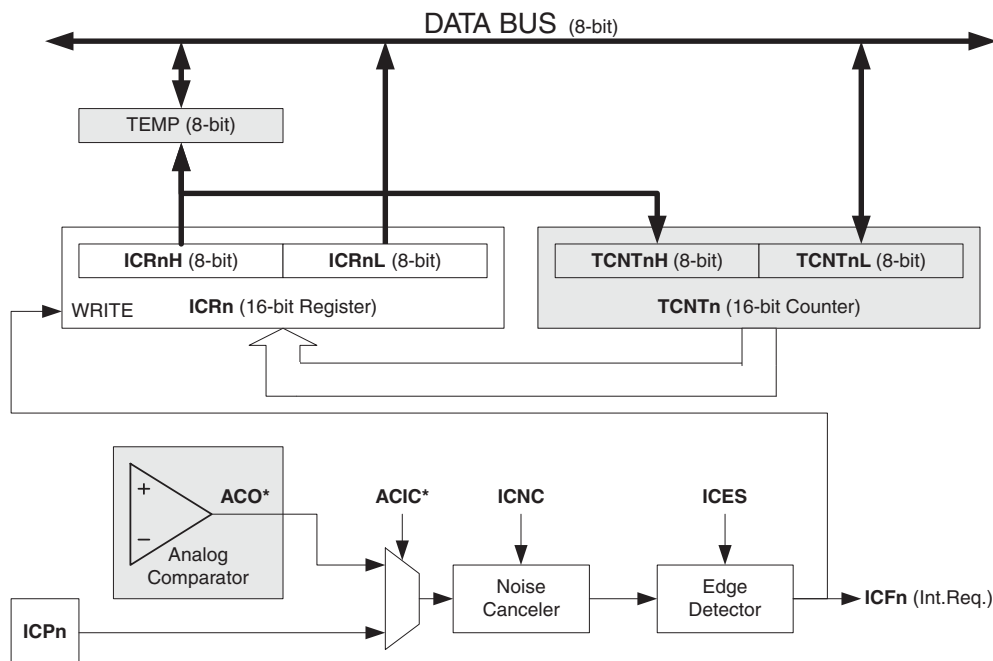 DATA BUS (8-bit)
TEMP (8-bit)
ICRnH (8-bit)
ICRnL (8-bit)
TCNTnH (8-bit)
TCNTnL (8-bit)
WRITE
ICRn (16-bit Register)
TCNTn (16-bit Counter)
+
−
ACO*
Analog
Comparator
ACIC*
ICNC
ICES
Noise
Canceler
Edge
Detector
ICFn (Int.Req.)
ICPn